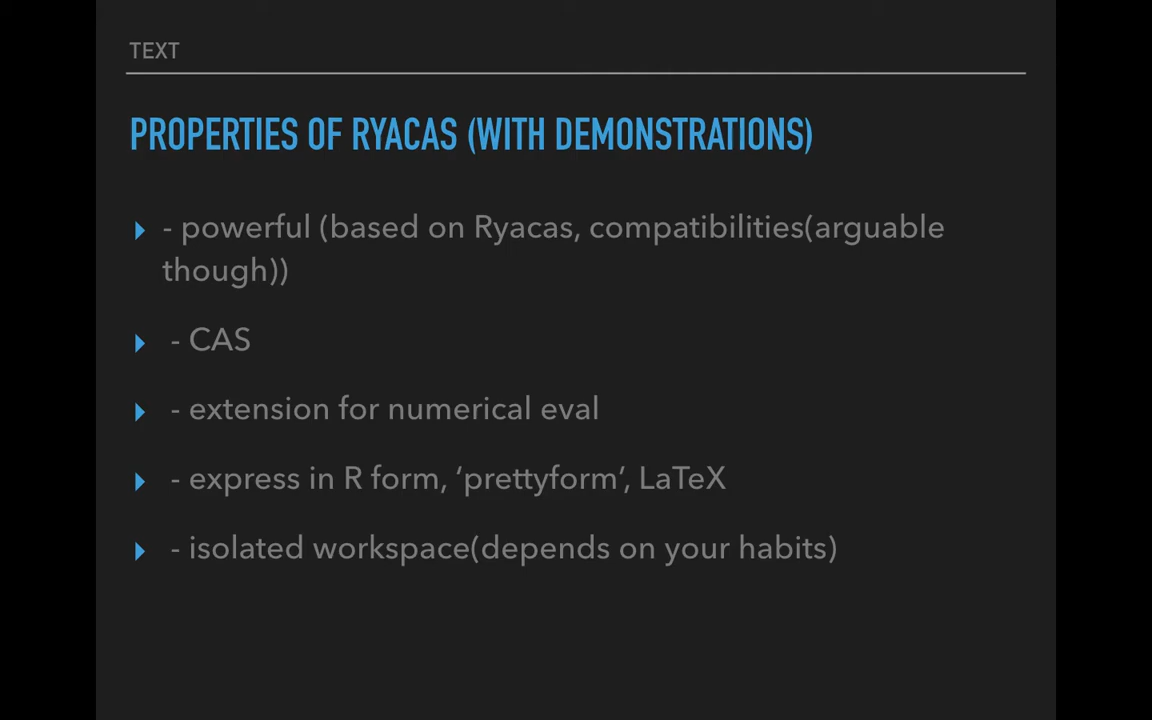 TEXT
PROPERTIES OF RYACAS (WITH DEMONSTRATIONS)
- powerful (based on Ryacas, compatibilities(arguable
though))
- CAS
- extension for numerical eval
- express in R form, ‘prettyform’, LaTeX
- isolated workspace(depends on your habits)